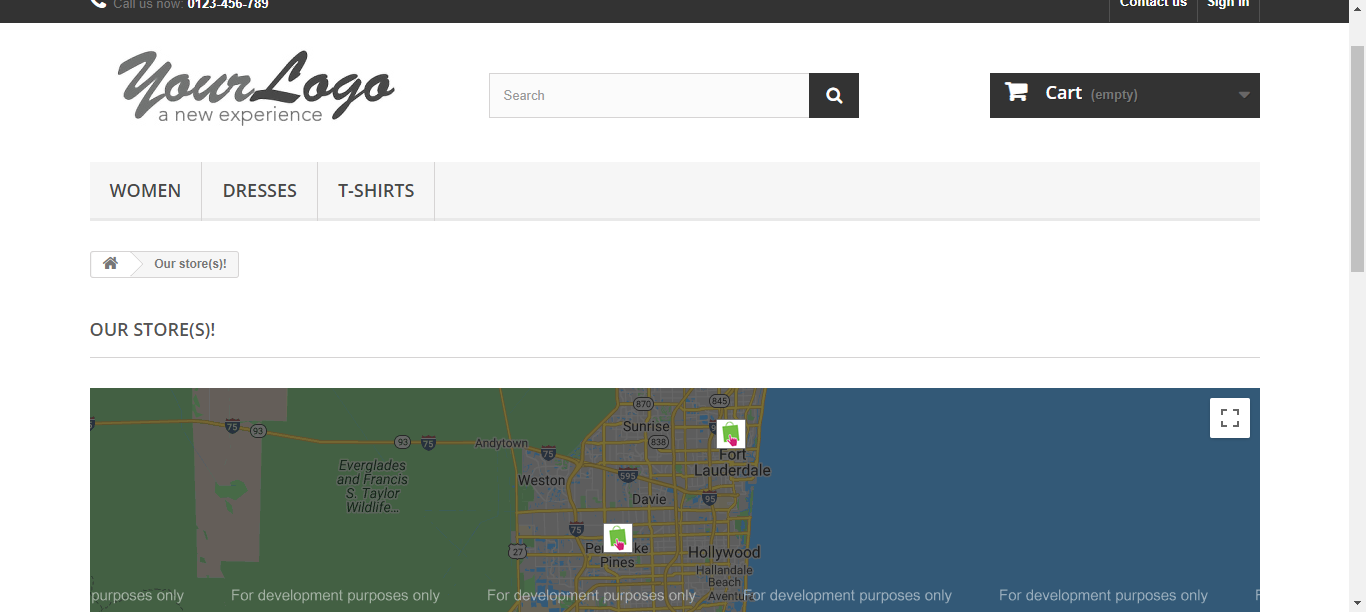 Call us now: 0123-456-789
Contact us
Sign in
YourLogo
a new experience
Search
Cart (empty)
WOMEN
DRESSES
T-SHIRTS
Our store(s)!
OUR STORE(S)!
870
845
Sunrise
75
93
93
75
Andytown
838
75
Fort
Lauderdale
Everglades
and Francis
S. Taylor
Wildlife...
Weston
595
Davie
95
75
27
Pines
Hollywood
Hallandale
Beach
Aventura
purposes only
For development purposes only
For development purposes only
For development purposes only
For development purposes only
F